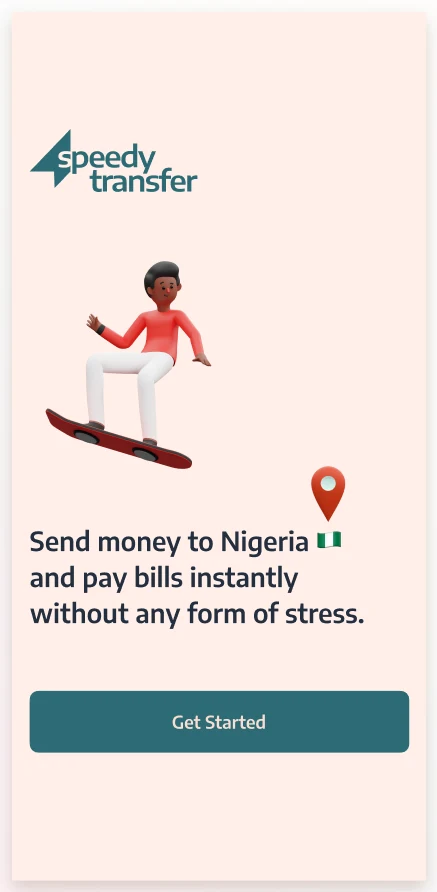 speedy
transfer
Send money to Nigeria 🇳🇬
and pay bills instantly
without any form of stress.
Get Started